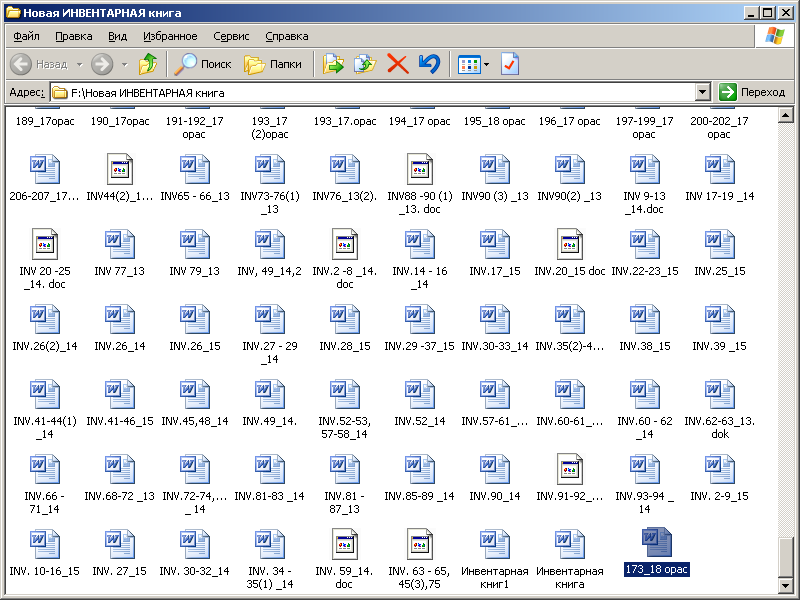 Новая ИНВЕНТАРНАЯ книга
Файл Правка Вид Избранное Сервис Справка
Назад Поиск Папки
Адрес: F:\Новая ИНВЕНТАРНАЯ книга Переход
189_17opac 190_17opac 191-192_17 193_17 193_17.opac 194_17 opac 195_18 opac 196_17 opac 197-199_17 200-202_17
opac (2)opac opac opac
206-207_17... INV44(2)_1... INV65 - 66_13 INV73-76(1) INV76_13(2). INV88 -90 (1) INV90 (3) _13 INV90(2) _13 INV 9-13 INV 17-19 _14
_13 _13. doc _14.doc
INV 20 -25 INV 77_13 INV 79_13 INV, 49_14,2 INV.2 -8 _14. INV.14 - 16 INV.17_15 INV.20_15 doc INV.22-23_15 INV.25_15
_14. doc doc _14
INV.26(2)_14 INV.26_14 INV.26_15 INV.27 - 29 INV.28_15 INV.29 -37_15 INV.30-33_14 INV.35(2)-4... INV.38_15 INV.39 _15
_14
INV.41-44(1) INV.41-46_15 INV.45,48_14 INV.49_14. INV.52-53, INV.52_14 INV.57-61_... INV.60-61_... INV.60 - 62 INV.62-63_13.
_14 57-58_14 _14 dok
INV.66 - INV.68-72 _13 INV.72-74,... INV.81-83 _14 INV.81 - INV.85-89 _14 INV.90_14 INV.91-92_... INV.93-94 _ INV. 2-9_15
71_14 _14 87_13 14
INV. 10-16_15 INV. 27_15 INV. 30-32_14 INV. 34 - INV. 59_14. INV. 63 - 65, Инвентарная Инвентарная 173_18 opac
35(1) _14 doc 45(3),75 книг1 книга